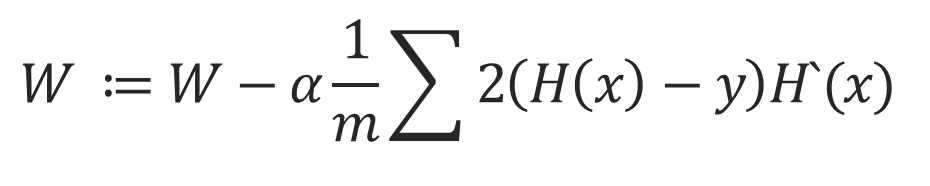 W := W − α 1/m ∑ 2(H(x) − y)H`(x)